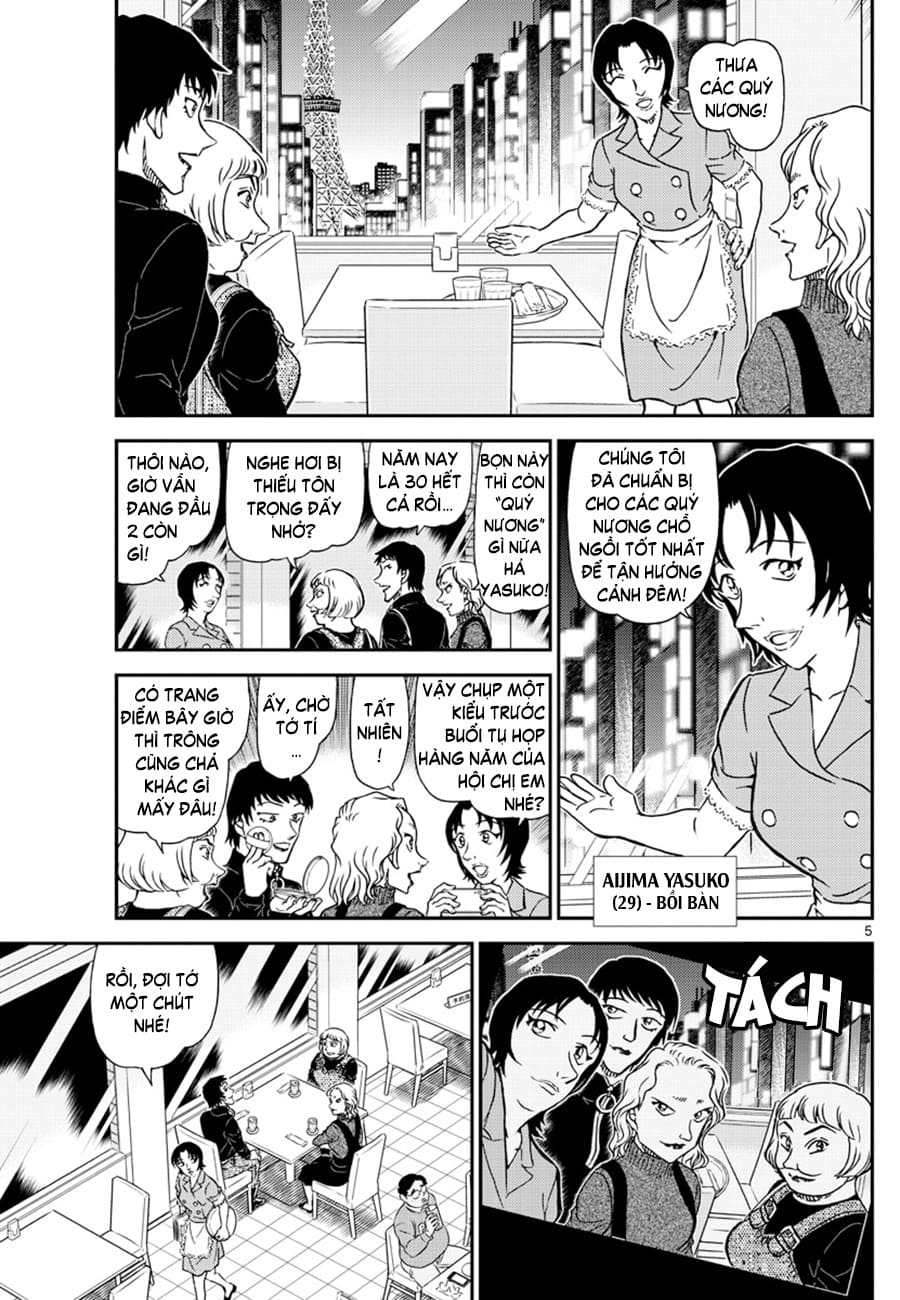 THƯA
CÁC QUÝ
NƯƠNG!
CHÚNG TÔI
ĐÃ CHUẨN BỊ
CHO CÁC QUÝ
NƯƠNG CHỖ
NGỒI TỐT NHẤT
ĐỂ TẬN HƯỞNG
CẢNH ĐÊM!
AIJIMA YASUKO
(29) - BỒI BÀN
5
BỌN NÀY
THÌ CÒN
"QUÝ
NƯƠNG"
GÌ NỮA
HẢ
YASUKO!
NĂM NAY
LÀ 30 HẾT
CẢ RỒI...
NGHE HƠI BỊ
THIẾU TÔN
TRỌNG ĐẤY
NHỚ?
THÔI NÀO,
GIỜ VẪN
ĐANG ĐẦU
2 CÒN
GÌ!
VẬY CHỤP MỘT
KIỂU TRƯỚC
BUỔI TỤ HỌP
HÀNG NĂM CỦA
HỘI CHỊ EM
NHÉ?
TẤT
NHIÊN
!
ẤY, CHỜ
TỚ TÍ
...
CÓ TRANG
ĐIỂM BÂY GIỜ
THÌ TRÔNG
CŨNG CHẢ
KHÁC GÌ
MẤY ĐÂU!
TÁCH
RỒI, ĐỢI TỚ
MỘT CHÚT
NHÉ!